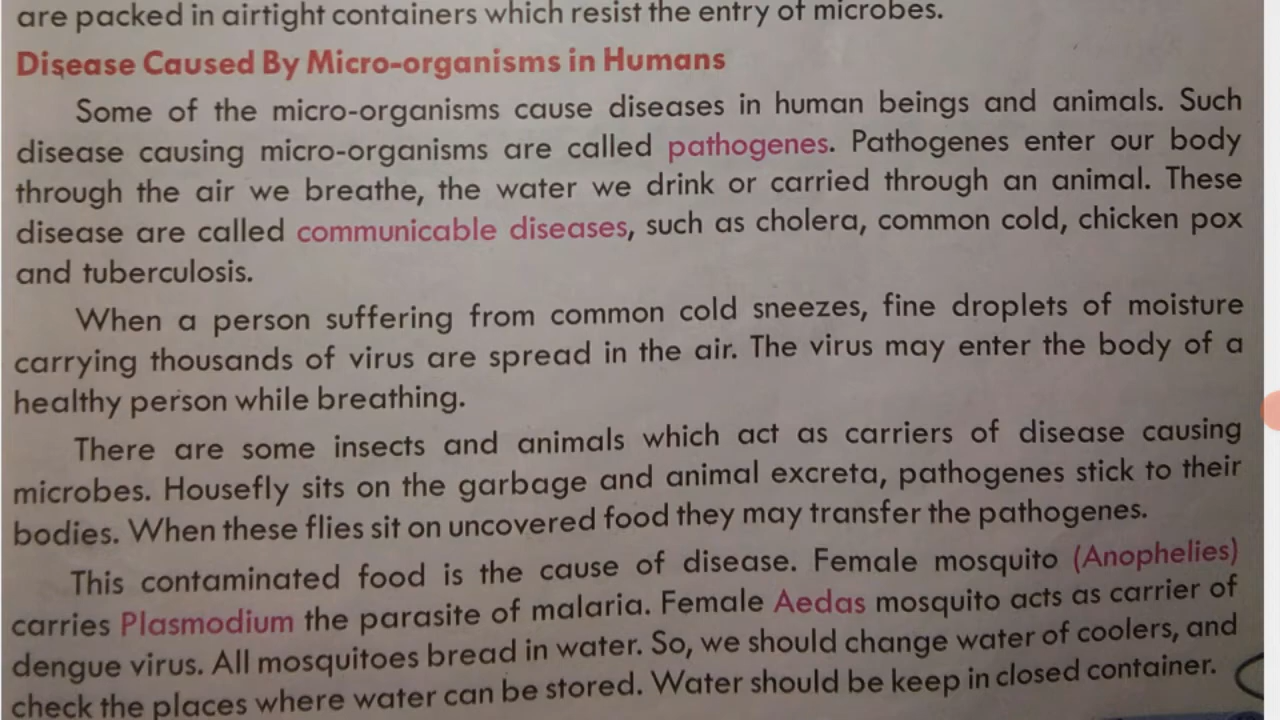 are packed in airtight containers which resist the entry of microbes.
Disease Caused By Micro-organisms in Humans
Some of the micro-organisms cause diseases in human beings and animals. Such
disease causing micro-organisms are called pathogenes. Pathogenes enter our body
through the air we breathe, the water we drink or carried through an animal. These
disease are called communicable diseases, such as cholera, common cold, chicken pox
and tuberculosis.
When a person suffering from common cold sneezes, fine droplets of moisture
carrying thousands of virus are spread in the air. The virus may enter the body of a
healthy person while breathing.
There are some insects and animals which act as carriers of disease causing
microbes. Housefly sits on the garbage and animal excreta, pathogenes stick to their
bodies. When these flies sit on uncovered food they may transfer the pathogenes.
This contaminated food is the cause of disease. Female mosquito (Anophelies)
carries Plasmodium the parasite of malaria. Female Aedas mosquito acts as carrier of
dengue virus. All mosquitoes bread in water. So, we should change water of coolers, and
check the places where water can be stored. Water should be keep in closed container.